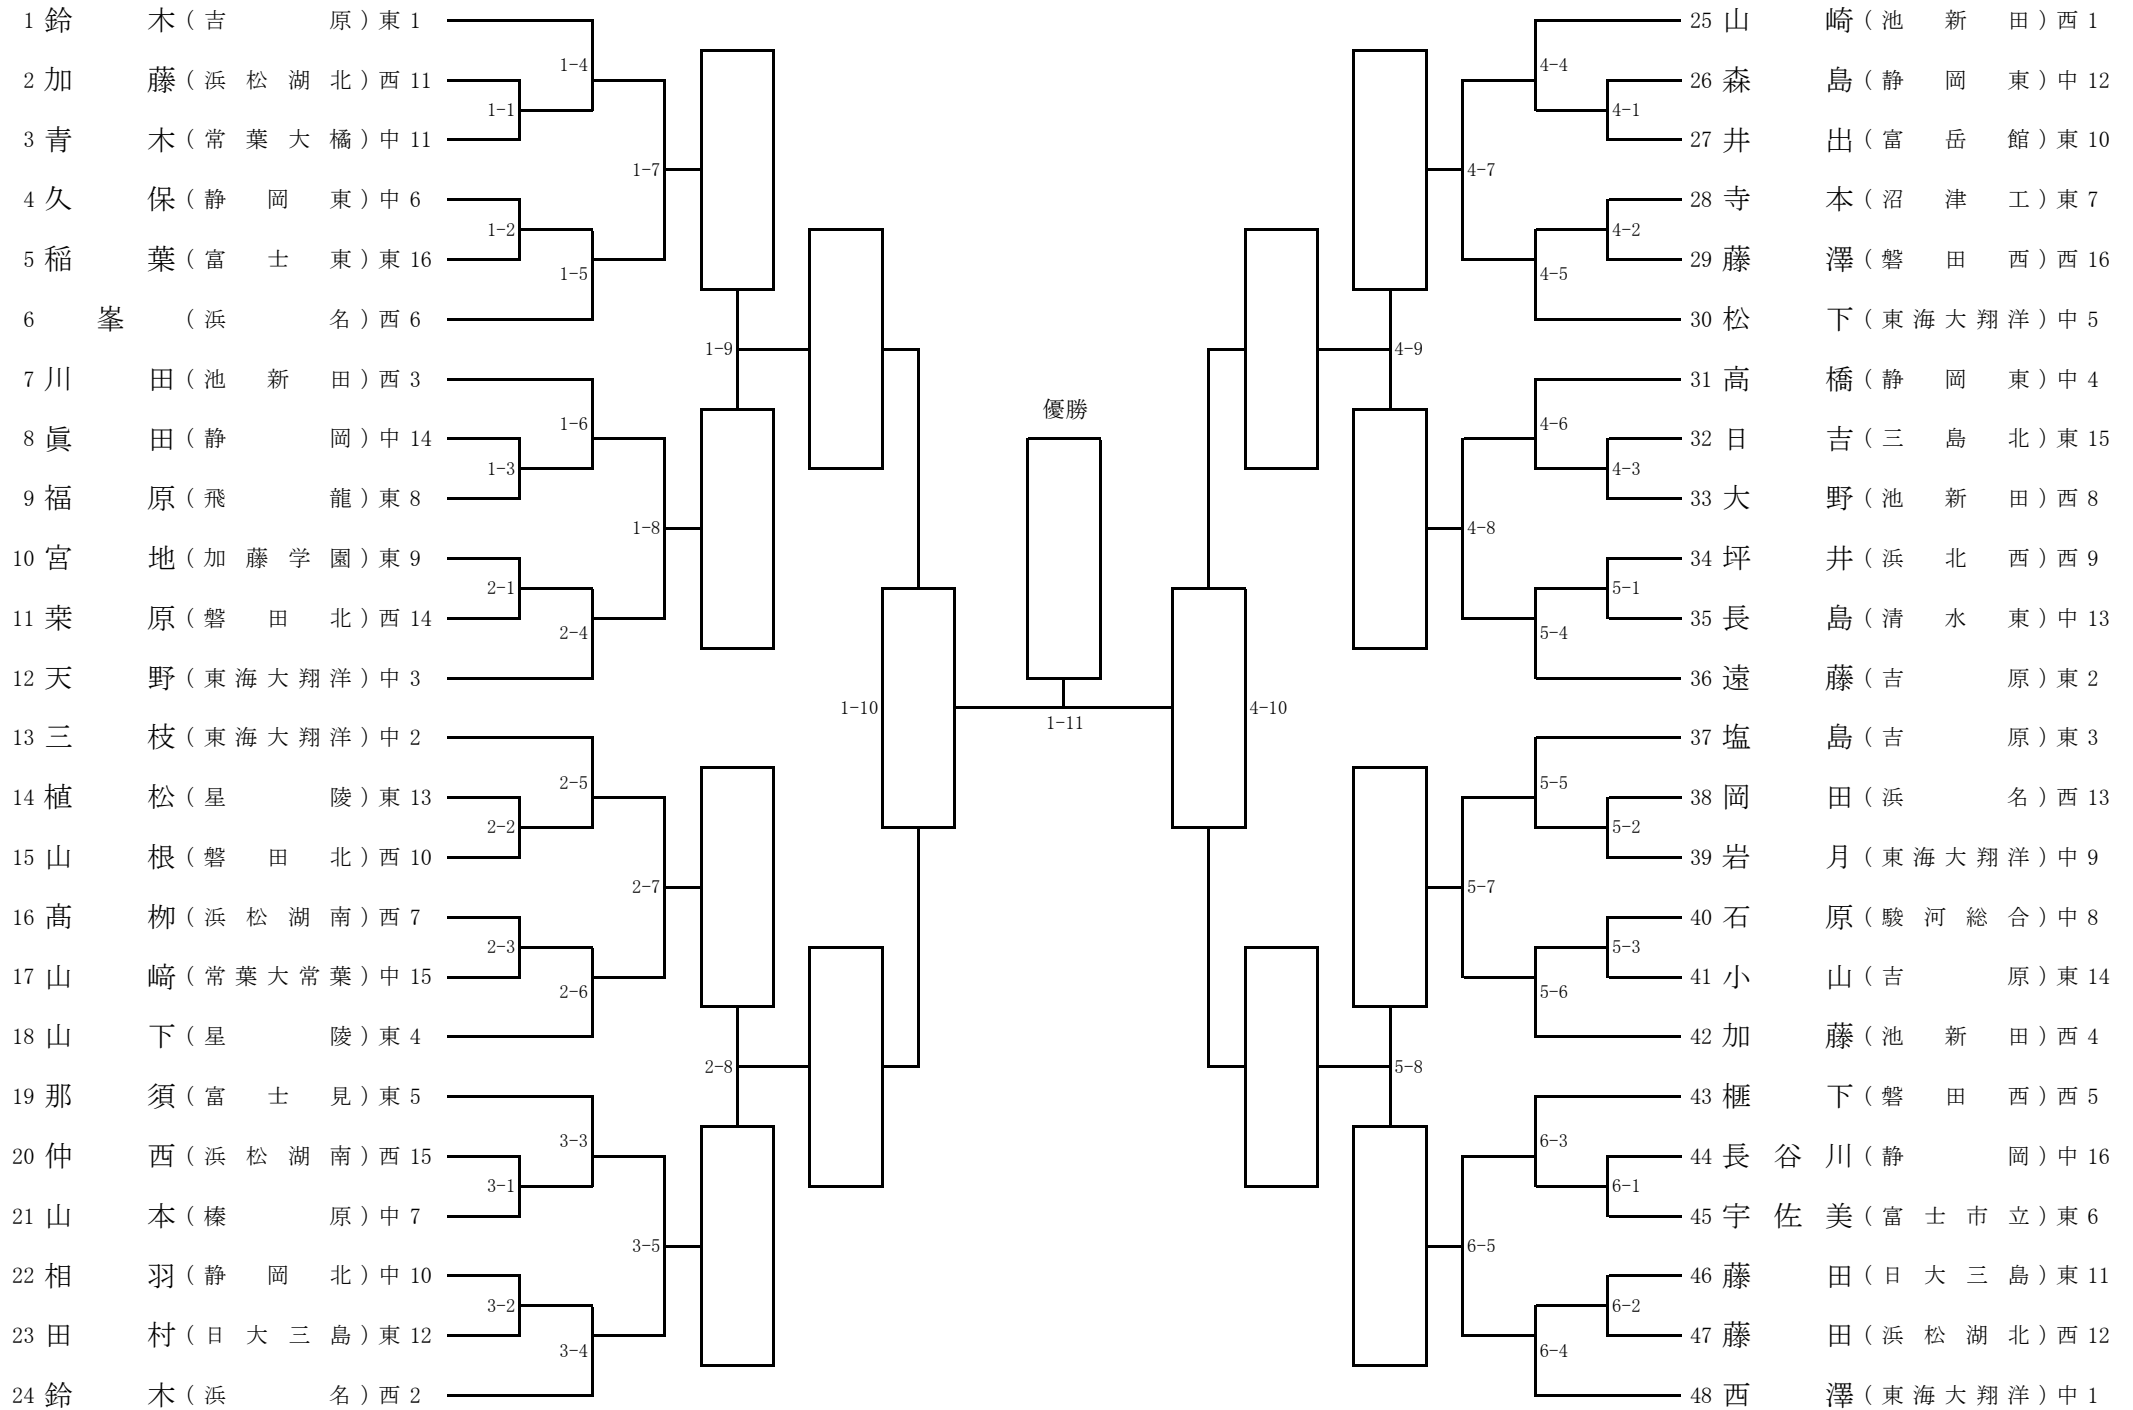 1 鈴木（吉原）東 1
1-4
2 加藤（浜松湖北）西 11
1-1
3 青木（常葉大橘）中 11
1-7
4 久保（静岡東）中 6
1-2
5 稲葉（富士東）東 16
1-5
6 峯（浜名）西 6
1-9
7 川田（池新田）西 3
1-6
8 眞田（静岡）中 14
1-3
9 福原（飛龍）東 8
1-8
10 宮地（加藤学園）東 9
2-1
11 桒原（磐田北）西 14
2-4
12 天野（東海大翔洋）中 3
1-10
13 三枝（東海大翔洋）中 2
2-5
14 植松（星陵）東 13
2-2
15 山根（磐田北）西 10
2-7
16 髙栁（浜松湖南）西 7
2-3
17 山﨑（常葉大常葉）中 15
2-6
18 山下（星陵）東 4
2-8
19 那須（富士見）東 5
3-3
20 仲西（浜松湖南）西 15
3-1
21 山本（榛原）中 7
3-5
22 相羽（静岡北）中 10
3-2
23 田村（日大三島）東 12
3-4
24 鈴木（浜名）西 2
優勝
1-11
25 山崎（池新田）西 1
4-4
26 森島（静岡東）中 12
4-1
27 井出（富岳館）東 10
4-7
28 寺本（沼津工）東 7
4-2
29 藤澤（磐田西）西 16
4-5
30 松下（東海大翔洋）中 5
4-9
31 高橋（静岡東）中 4
4-6
32 日吉（三島北）東 15
4-3
33 大野（池新田）西 8
4-8
34 坪井（浜北西）西 9
5-1
35 長島（清水東）中 13
5-4
36 遠藤（吉原）東 2
4-10
37 塩島（吉原）東 3
5-5
38 岡田（浜名）西 13
5-2
39 岩月（東海大翔洋）中 9
5-7
40 石原（駿河総合）中 8
5-3
41 小山（吉原）東 14
5-6
42 加藤（池新田）西 4
5-8
43 榧下（磐田西）西 5
6-3
44 長谷川（静岡）中 16
6-1
45 宇佐美（富士市立）東 6
6-5
46 藤田（日大三島）東 11
6-2
47 藤田（浜松湖北）西 12
6-4
48 西澤（東海大翔洋）中 1